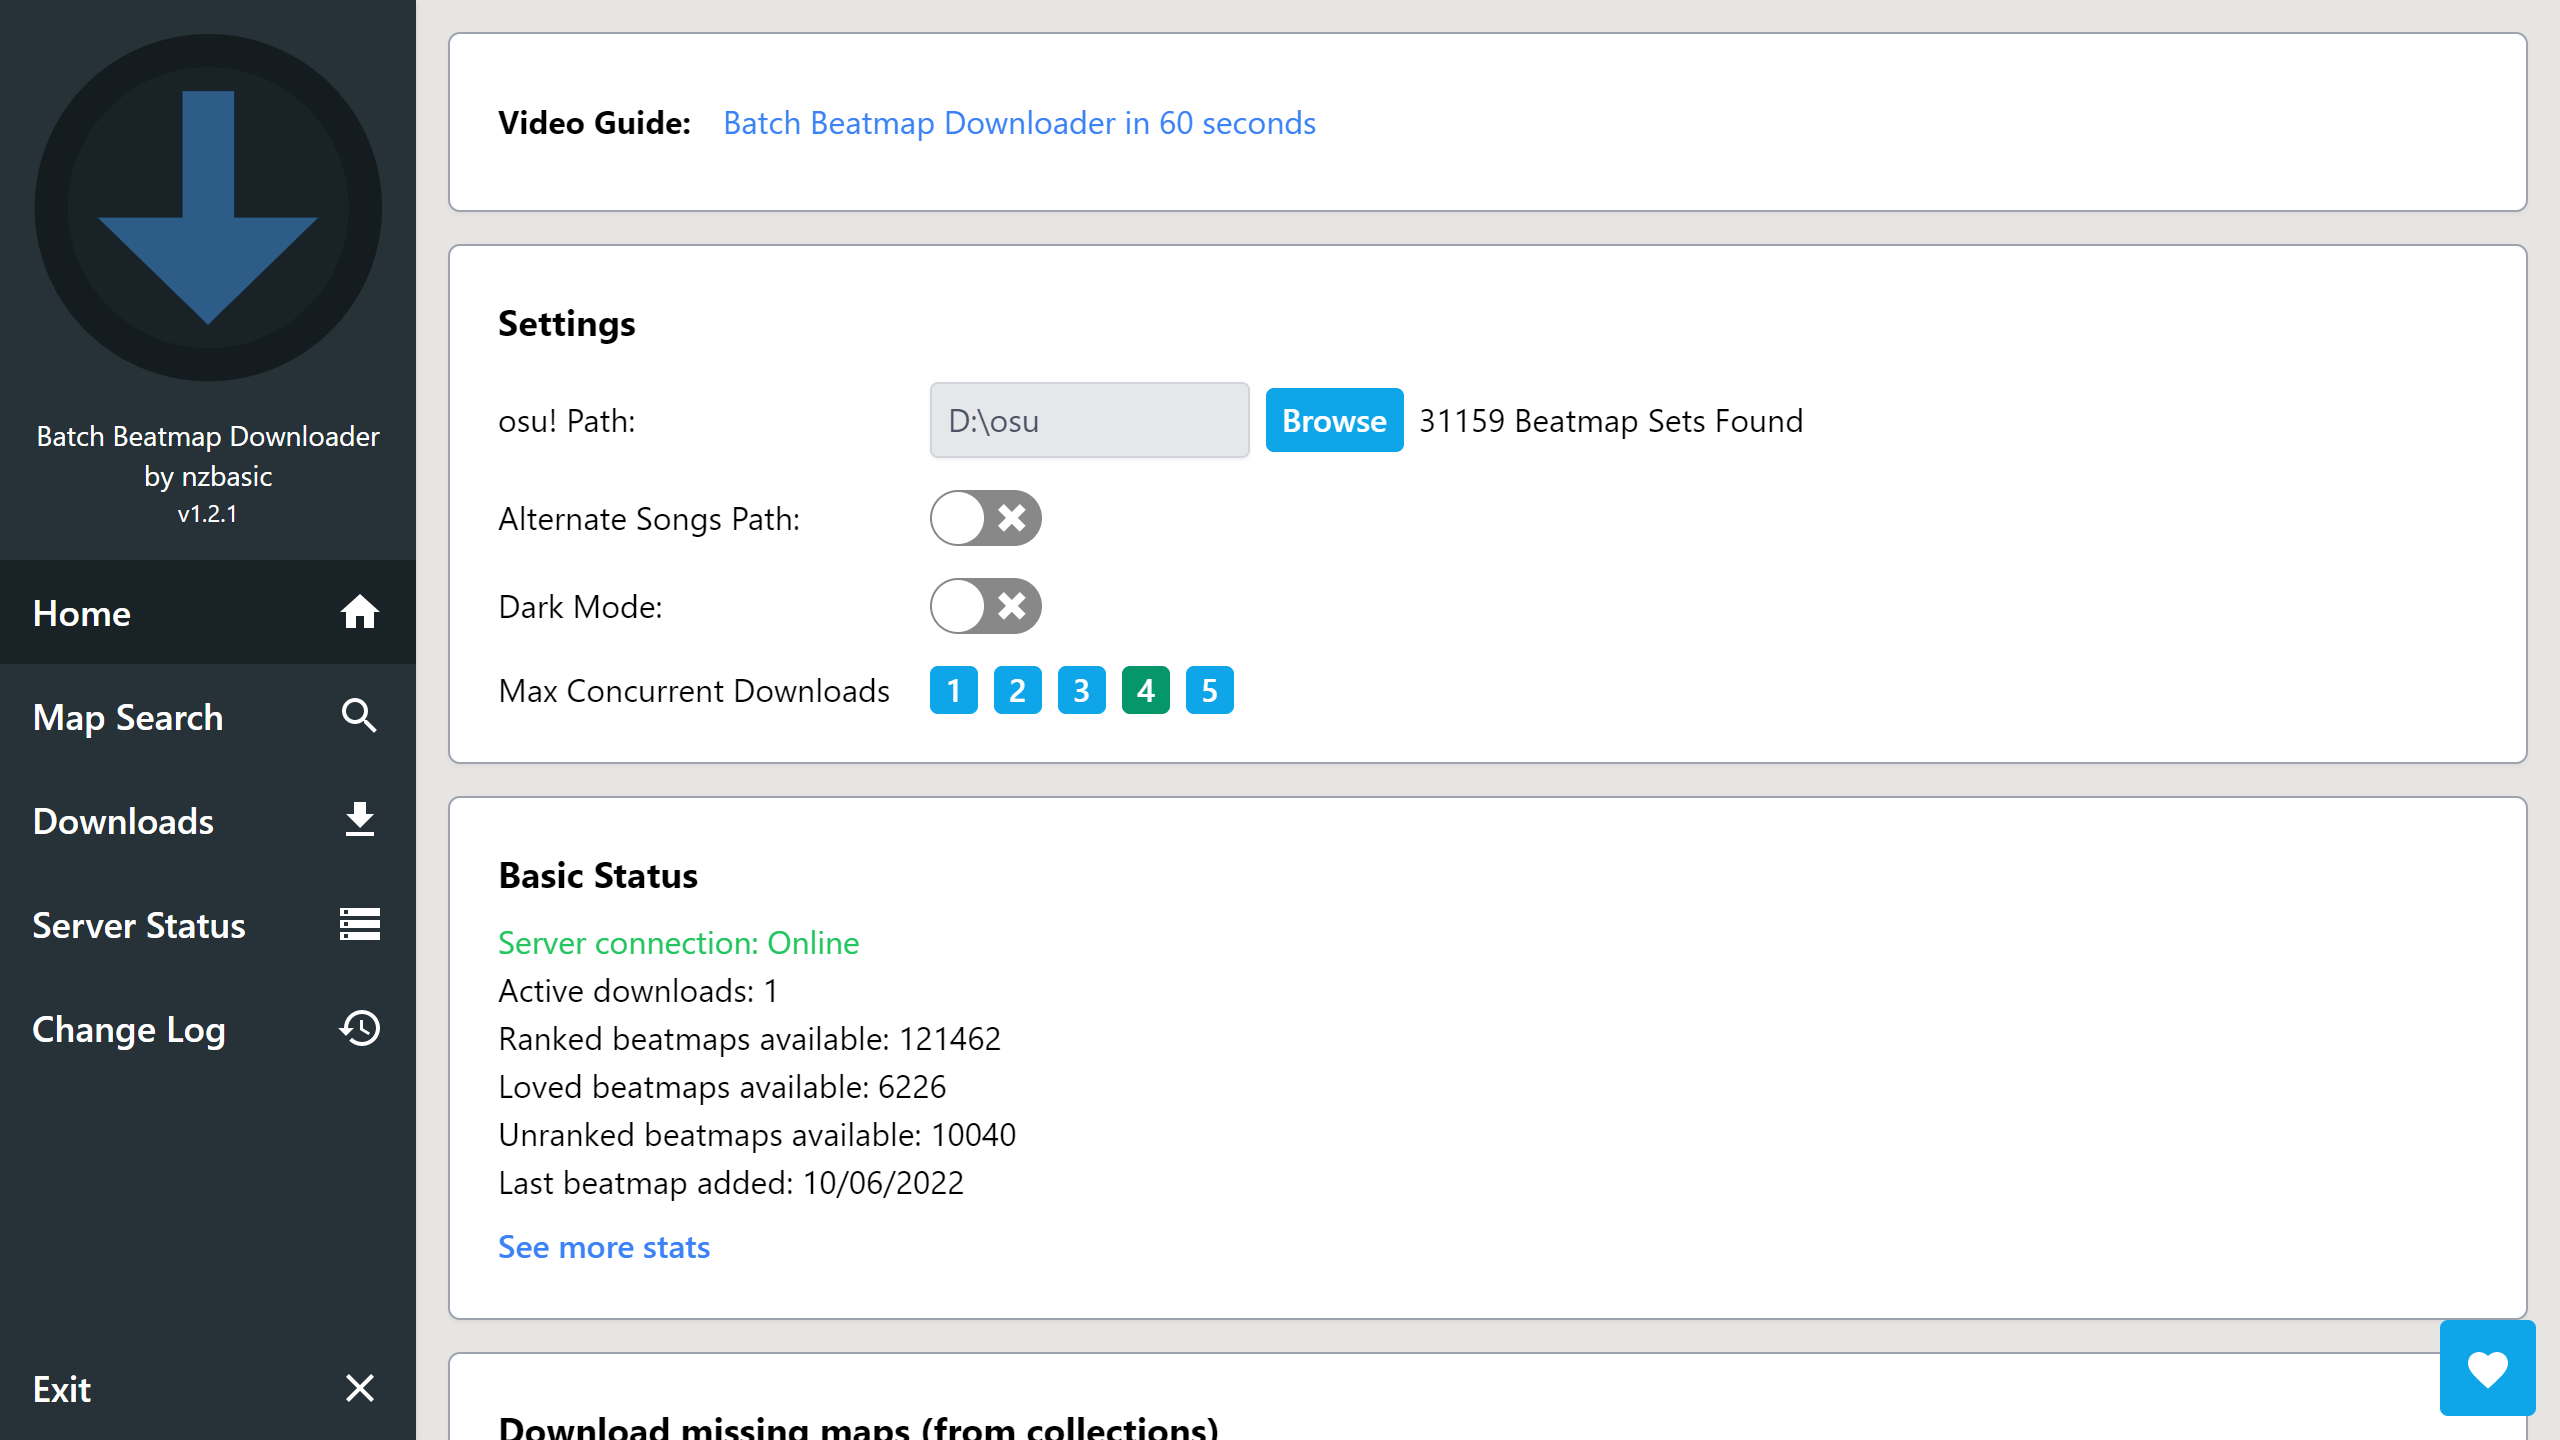 Batch Beatmap Downloader
by nzbasic
v1.2.1
Home
Map Search
Downloads
Server Status
Change Log
Exit
Video Guide: Batch Beatmap Downloader in 60 seconds
Settings
osu! Path: D:\osu Browse 31159 Beatmap Sets Found
Alternate Songs Path:
Dark Mode:
Max Concurrent Downloads 1 2 3 4 5
Basic Status
Server connection: Online
Active downloads: 1
Ranked beatmaps available: 121462
Loved beatmaps available: 6226
Unranked beatmaps available: 10040
Last beatmap added: 10/06/2022
See more stats
Download missing maps (from collections)